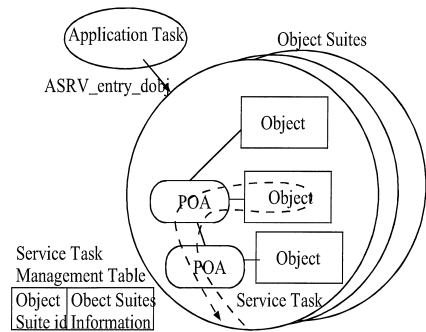 Application Task
Object Suites
ASRV_entry_dobj
Object
POA
Object
POA
Object
Service Task
Management Table
Service Task
Object
Suite id
Obect Suites
Information